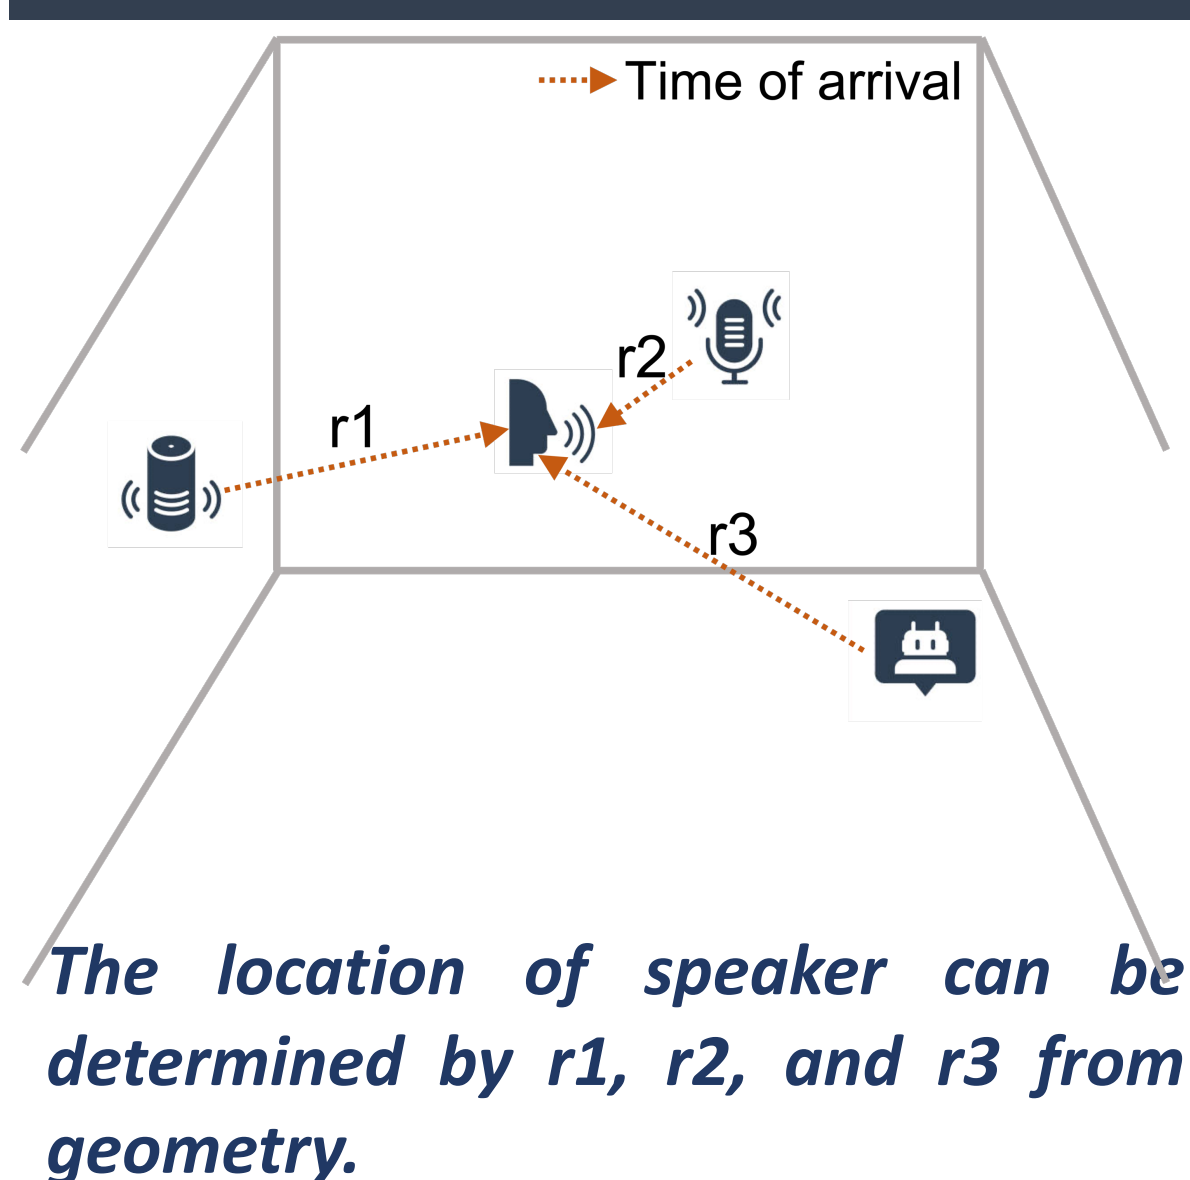 Time of arrival
r2
r1
r3
The location of speaker can be
determined by r1, r2, and r3 from
geometry.